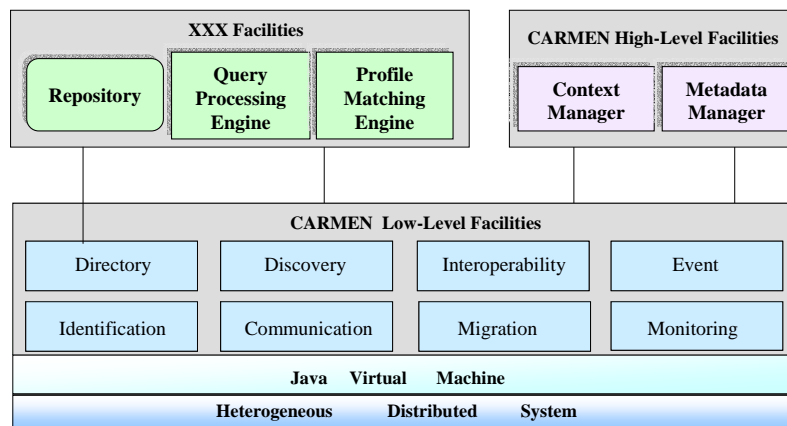 XXX Facilities
Repository
Query
Processing
Engine
Profile
Matching
Engine
CARMEN High-Level Facilities
Context
Manager
Metadata
Manager
CARMEN Low-Level Facilities
Directory
Discovery
Interoperability
Event
Identification
Communication
Migration
Monitoring
Java Virtual Machine
Heterogeneous Distributed System